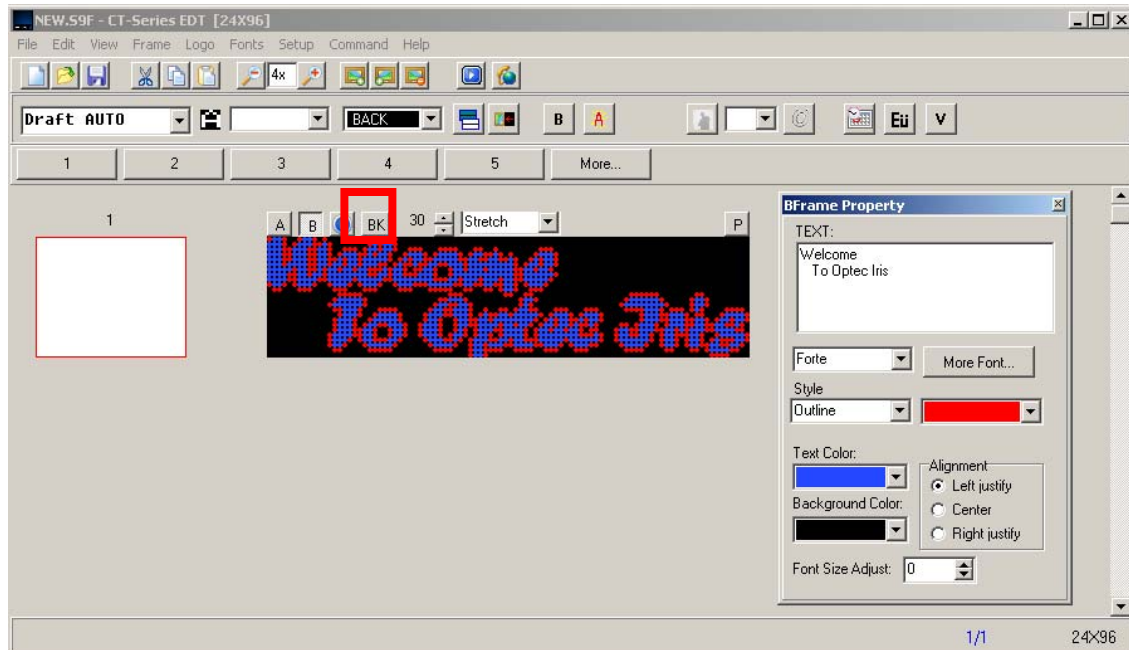 NEW.S9F - CT-Series EDT [24X96]
File Edit View Frame Logo Fonts Setup Command Help
4x
Draft AUTO BACK B A C Eü V
1 2 3 4 5 More...
1 A B BK 30 Stretch P
Welcome
To Optec Iris
BFrame Property
TEXT:
Welcome
To Optec Iris
Forte More Font...
Style
Outline
Text Color:
Alignment
Left justify
Background Color:
Center
Right justify
Font Size Adjust: 0
1/1 24X96